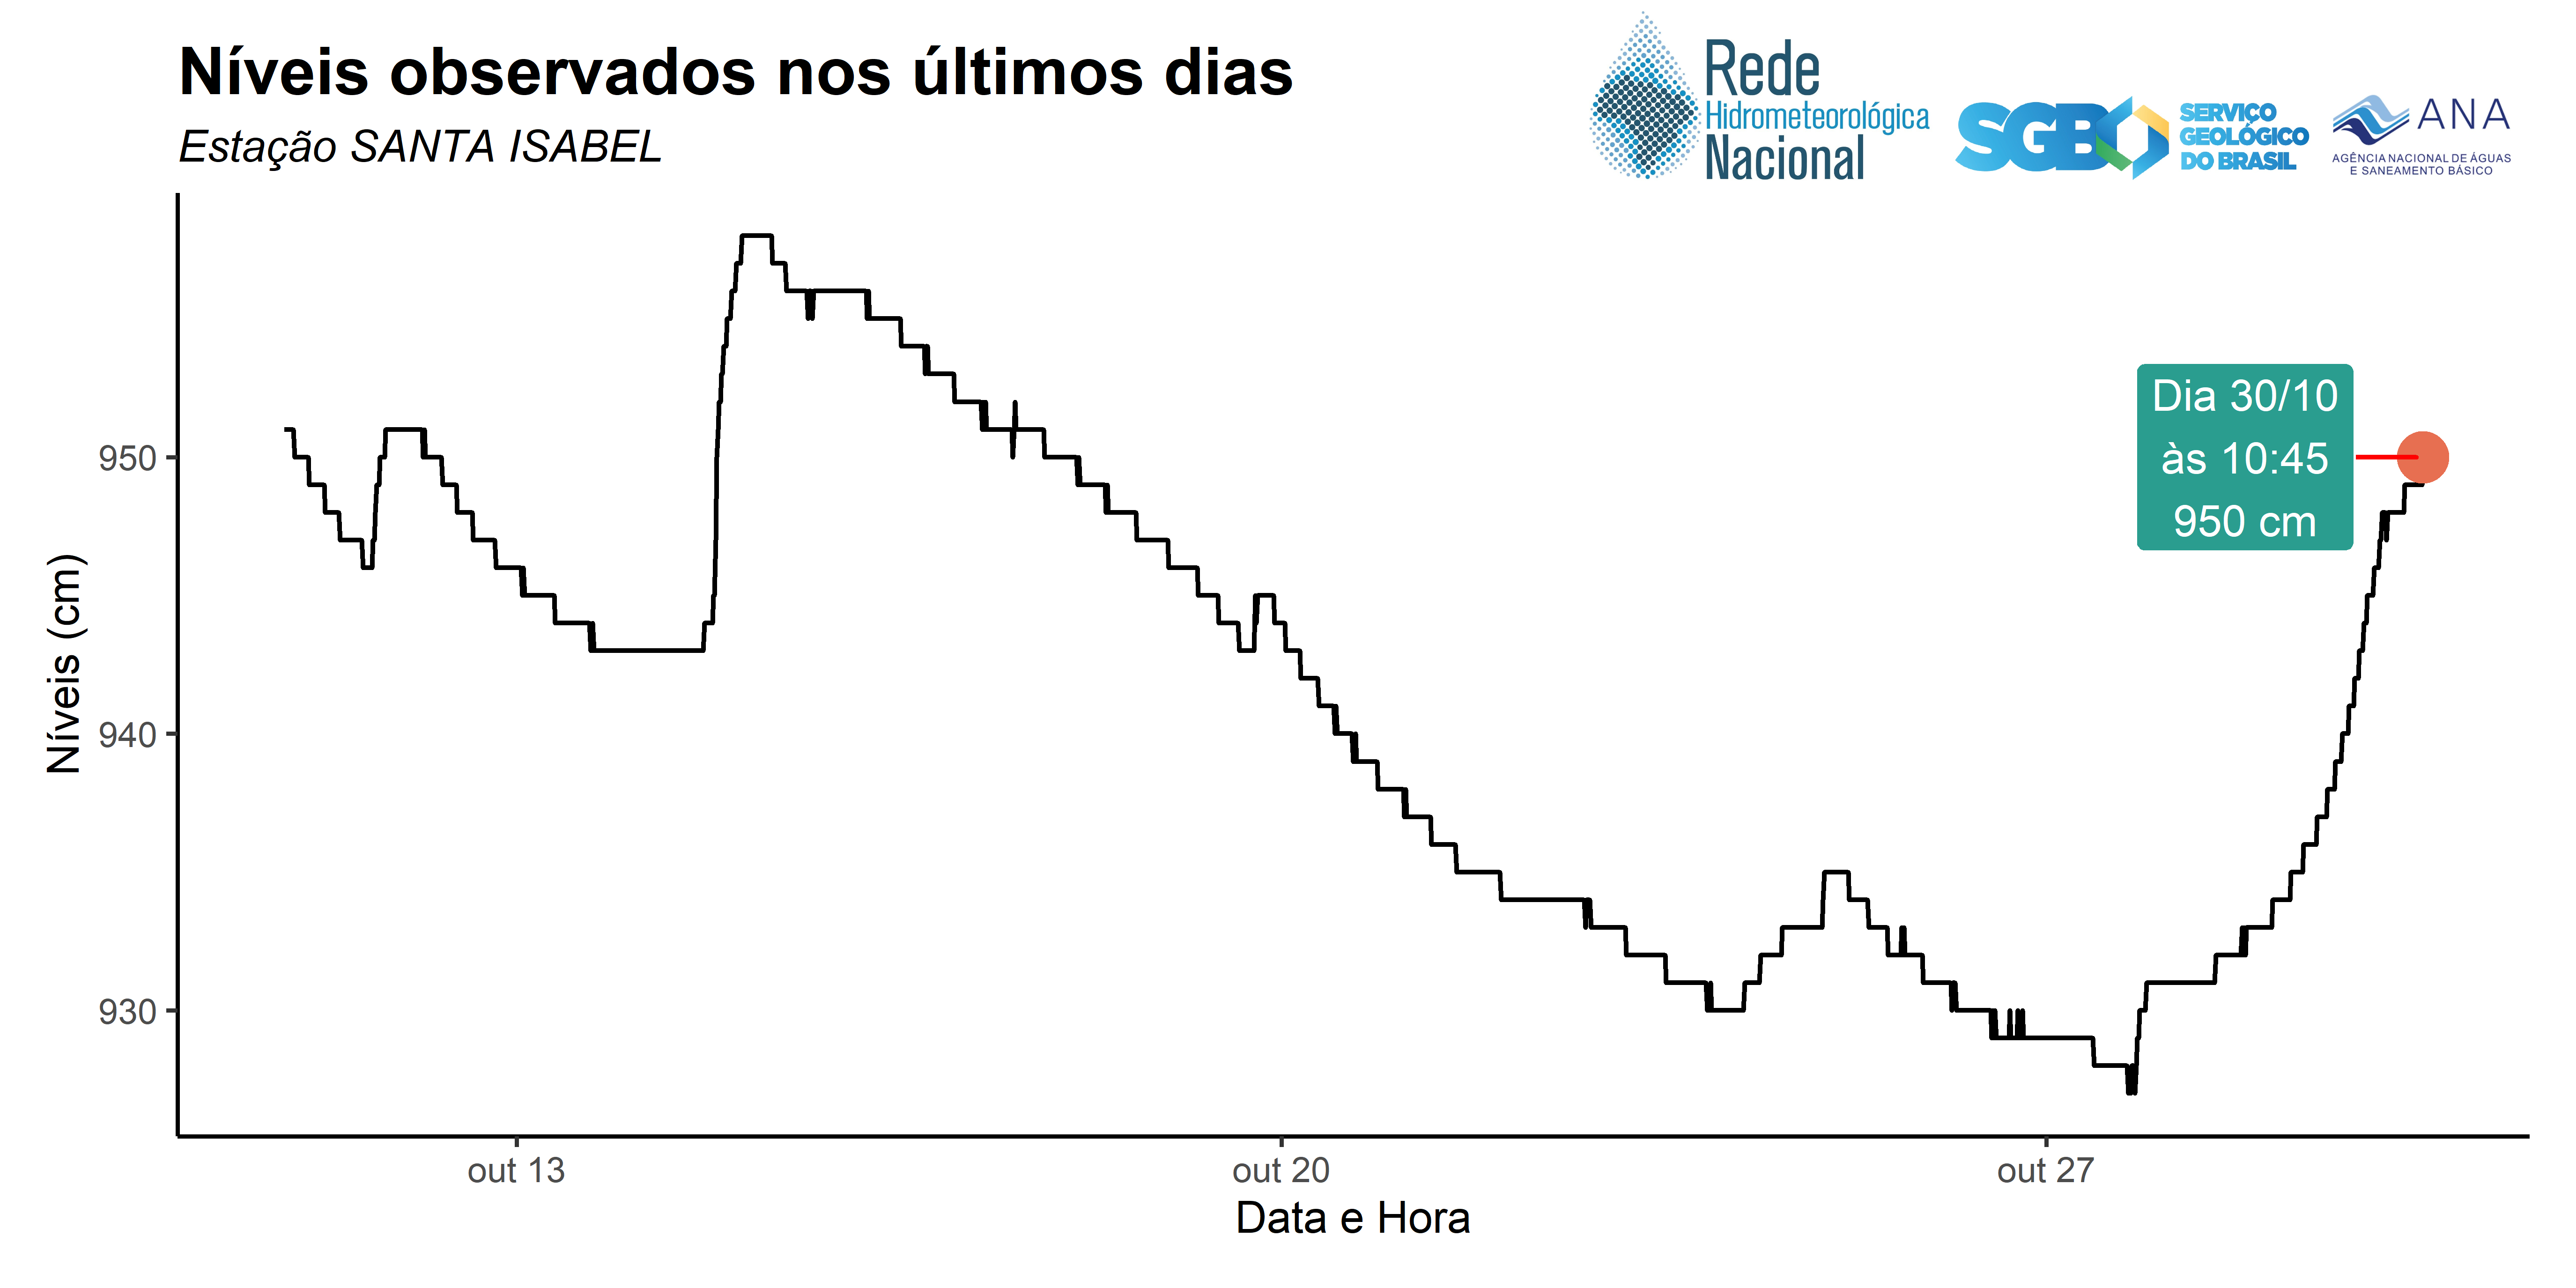 Níveis observados nos últimos dias
Estação SANTA ISABEL
Rede
Hidrometeorológica
Nacional
SGB
SERVIÇO
GEOLÓGICO
DO BRASIL
ANA
AGÊNCIA NACIONAL DE ÁGUAS
E SANEAMENTO BÁSICO
Níveis (cm)
950
940
930
Dia 30/10
às 10:45
950 cm
out 13
out 20
out 27
Data e Hora